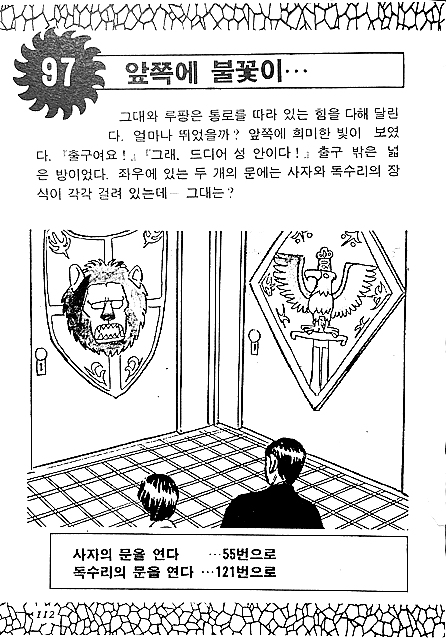 97
앞쪽에 불꽃이…
그대와 루팡은 통로를 따라 있는 힘을 다해 달린
다. 얼마나 뛰었을까? 앞쪽에 희미한 빛이 보였
다. 『출구여요!』『그래, 드디어 성 안이다!』 출구 밖은 넓
은 방이었다. 좌우에 있는 두 개의 문에는 사자와 독수리의 장
식이 각각 걸려 있는데― 그대는?
사자의 문을 연다 …55번으로
독수리의 문을 연다 …121번으로
112